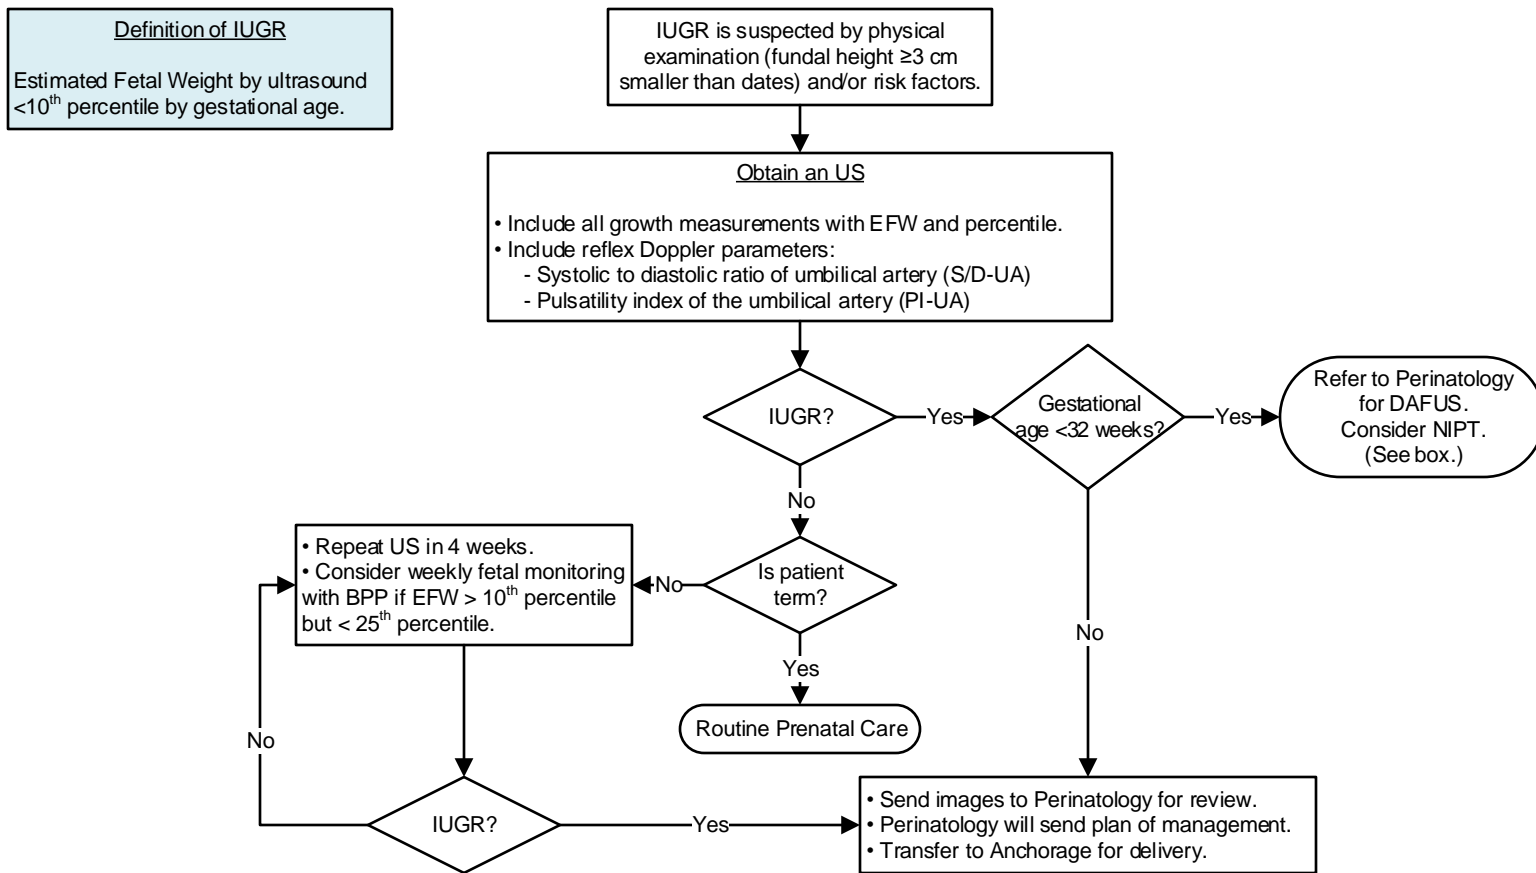 Definition of IUGR
Estimated Fetal Weight by ultrasound
<10th percentile by gestational age.
IUGR is suspected by physical
examination (fundal height ≥3 cm
smaller than dates) and/or risk factors.
Obtain an US
• Include all growth measurements with EFW and percentile.
• Include reflex Doppler parameters:
- Systolic to diastolic ratio of umbilical artery (S/D-UA)
- Pulsatility index of the umbilical artery (PI-UA)
IUGR?
Yes
Gestational
age <32 weeks?
Yes
Refer to Perinatology
for DAFUS.
Consider NIPT.
(See box.)
No
• Repeat US in 4 weeks.
• Consider weekly fetal monitoring
with BPP if EFW > 10th percentile
but < 25th percentile.
No
Is patient
term?
No
Yes
Routine Prenatal Care
No
IUGR?
Yes
• Send images to Perinatology for review.
• Perinatology will send plan of management.
• Transfer to Anchorage for delivery.